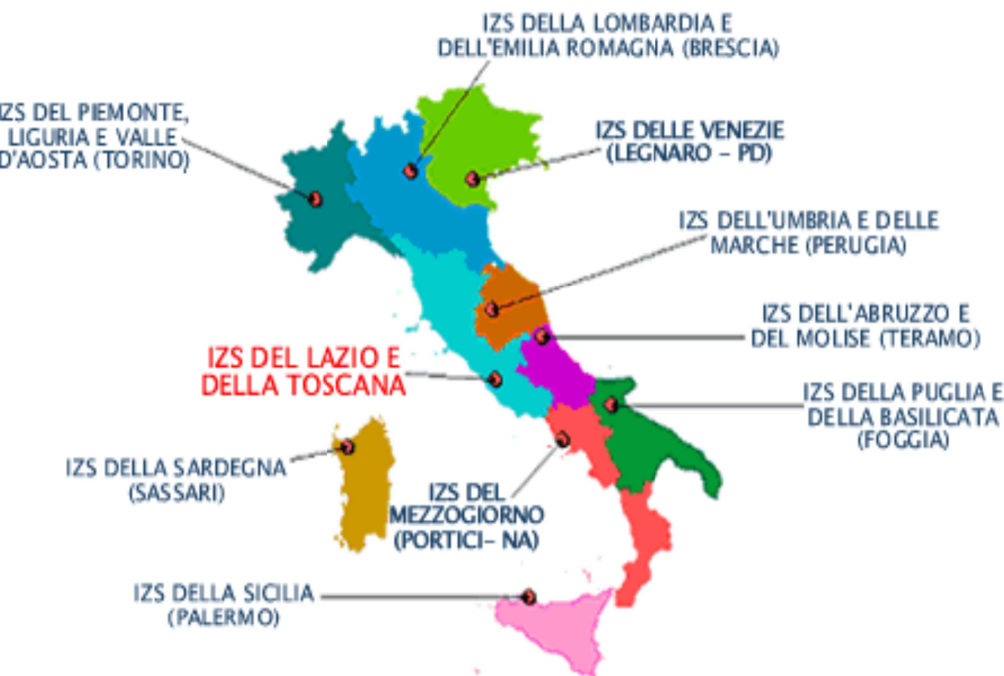 IZS DELLA LOMBARDIA E
DELL'EMILIA ROMAGNA (BRESCIA)
IZS DEL PIEMONTE,
LIGURIA E VALLE
D'AOSTA (TORINO)
IZS DELLE VENEZIE
(LEGNARO - PD)
IZS DELL'UMBRIA E DELLE
MARCHE (PERUGIA)
IZS DELL'ABRUZZO E
DEL MOLISE (TERAMO)
IZS DEL LAZIO E
DELLA TOSCANA
IZS DELLA PUGLIA E
DELLA BASILICATA
(FOGGIA)
IZS DELLA SARDEGNA
(SASSARI)
IZS DEL
MEZZOGIORNO
(PORTICI- NA)
IZS DELLA SICILIA
(PALERMO)